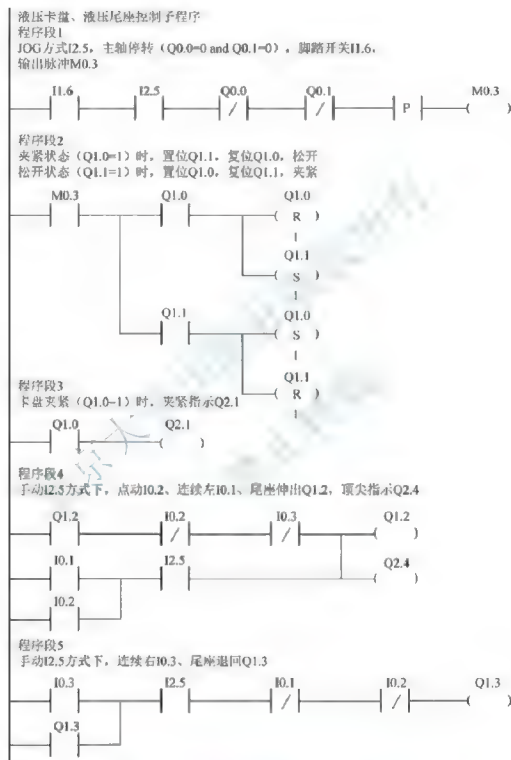 液压卡盘、液压尾座控制子程序
程序段1
JOG方式I2.5，主轴停转（Q0.0=0 and Q0.1=0），脚踏开关I1.6，
输出脉冲M0.3
I1.6 I2.5 Q0.0 Q0.1 M0.3
P
程序段2
夹紧状态（Q1.0=1）时，置位Q1.1，复位Q1.0，松开
松开状态（Q1.1=1）时，置位Q1.0，复位Q1.1，夹紧
M0.3 Q1.0 Q1.0
R
1
Q1.1
S
1
Q1.1 Q1.0
S
1
Q1.1
R
1
程序段3
卡盘夹紧（Q1.0=1）时，夹紧指示Q2.1
Q1.0 Q2.1
程序段4
手动I2.5方式下，点动I0.2、连续左I0.1、尾座伸出Q1.2，顶尖指示Q2.4
Q1.2 I0.2 I0.3 Q1.2
I0.1 I2.5 Q2.4
I0.2
程序段5
手动I2.5方式下，连续右I0.3、尾座退回Q1.3
I0.3 I2.5 I0.1 I0.2 Q1.3
Q1.3